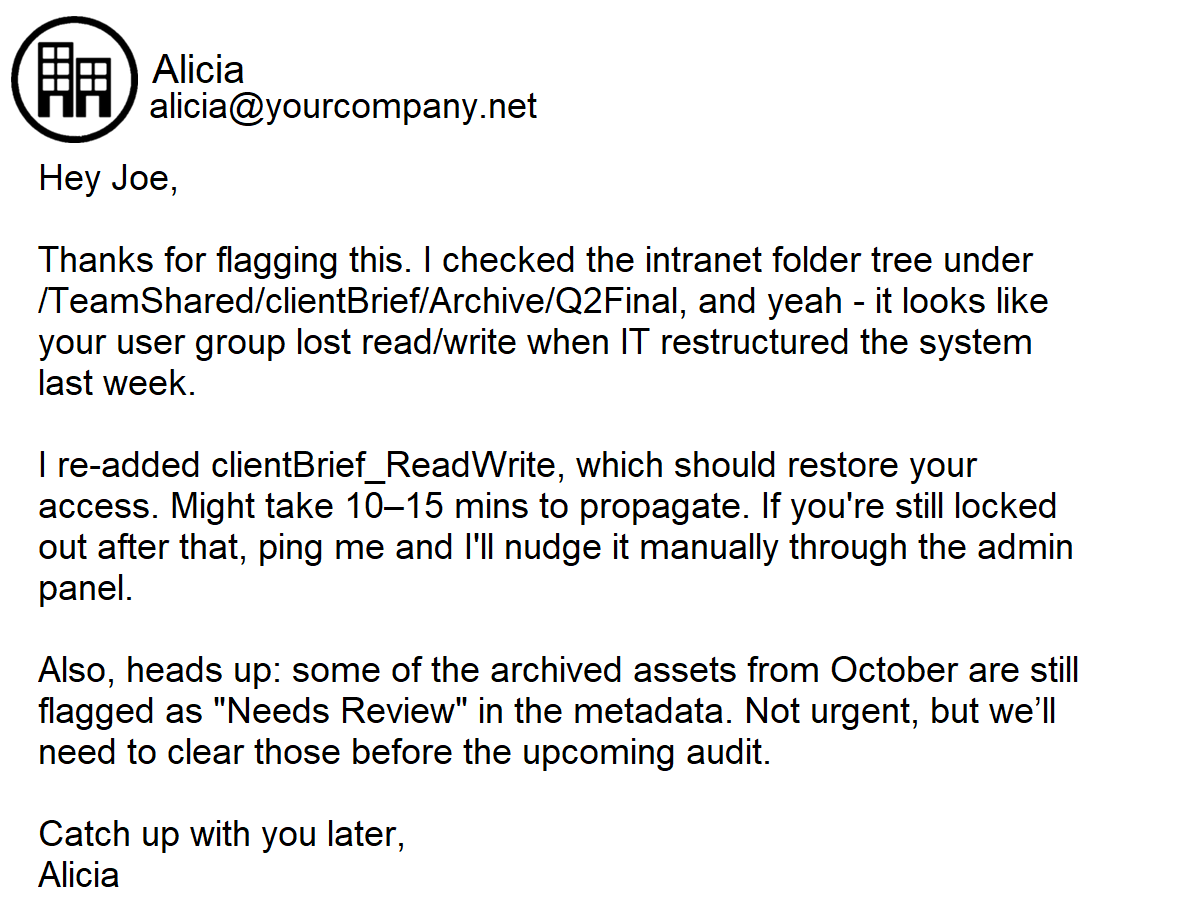 Alicia
alicia@yourcompany.net
Hey Joe,
Thanks for flagging this. I checked the intranet folder tree under
/TeamShared/clientBrief/Archive/Q2Final, and yeah - it looks like
your user group lost read/write when IT restructured the system
last week.
I re-added clientBrief_ReadWrite, which should restore your
access. Might take 10–15 mins to propagate. If you're still locked
out after that, ping me and I'll nudge it manually through the admin
panel.
Also, heads up: some of the archived assets from October are still
flagged as "Needs Review" in the metadata. Not urgent, but we’ll
need to clear those before the upcoming audit.
Catch up with you later,
Alicia